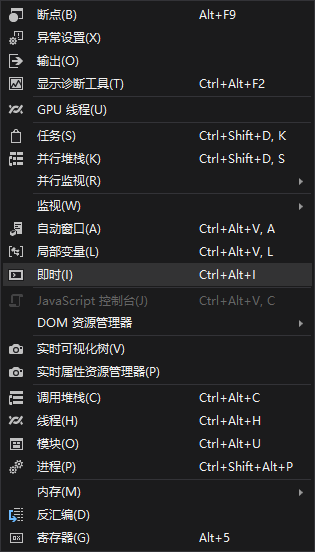 断点(B) Alt+F9
异常设置(X)
输出(O)
显示诊断工具(T) Ctrl+Alt+F2
GPU 线程(U)
任务(S) Ctrl+Shift+D, K
并行堆栈(K) Ctrl+Shift+D, S
并行监视(R)
监视(W)
自动窗口(A) Ctrl+Alt+V, A
局部变量(L) Ctrl+Alt+V, L
即时(I) Ctrl+Alt+I
JavaScript 控制台(J) Ctrl+Alt+V, C
DOM 资源管理器
实时可视化树(V)
实时属性资源管理器(P)
调用堆栈(C) Ctrl+Alt+C
线程(H) Ctrl+Alt+H
模块(O) Ctrl+Alt+U
进程(P) Ctrl+Shift+Alt+P
内存(M)
反汇编(D)
寄存器(G) Alt+5